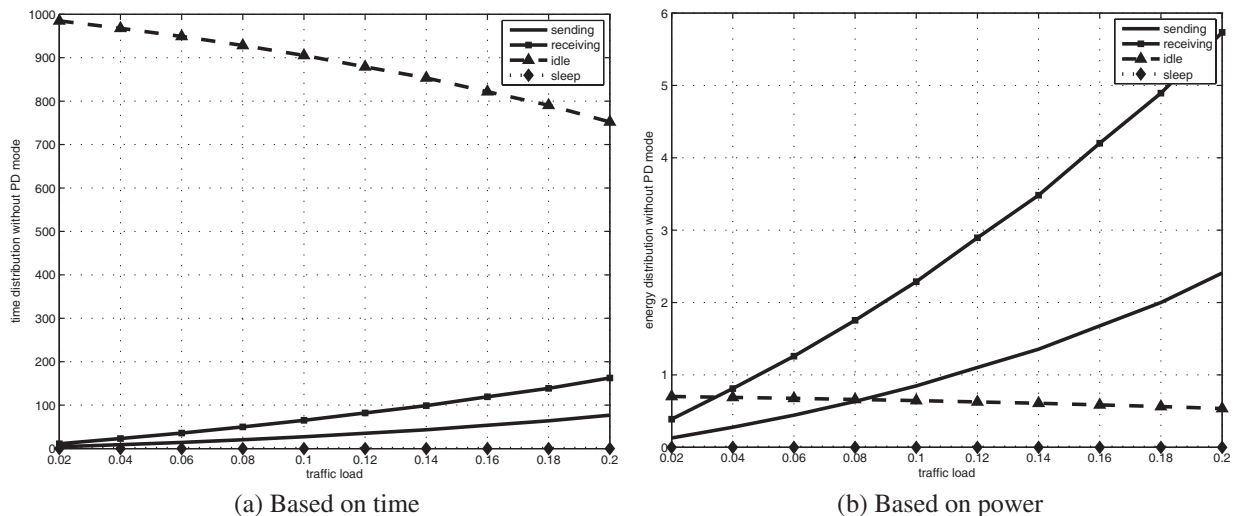 1000
900
800
700
600
500
400
300
200
100
0
time distribution without PD mode
0.02 0.04 0.06 0.08 0.1 0.12 0.14 0.16 0.18 0.2
traffic load
sending
receiving
idle
sleep
(a) Based on time
6
5
4
3
2
1
0
energy distribution without PD mode
0.02 0.04 0.06 0.08 0.1 0.12 0.14 0.16 0.18 0.2
traffic load
sending
receiving
idle
sleep
(b) Based on power